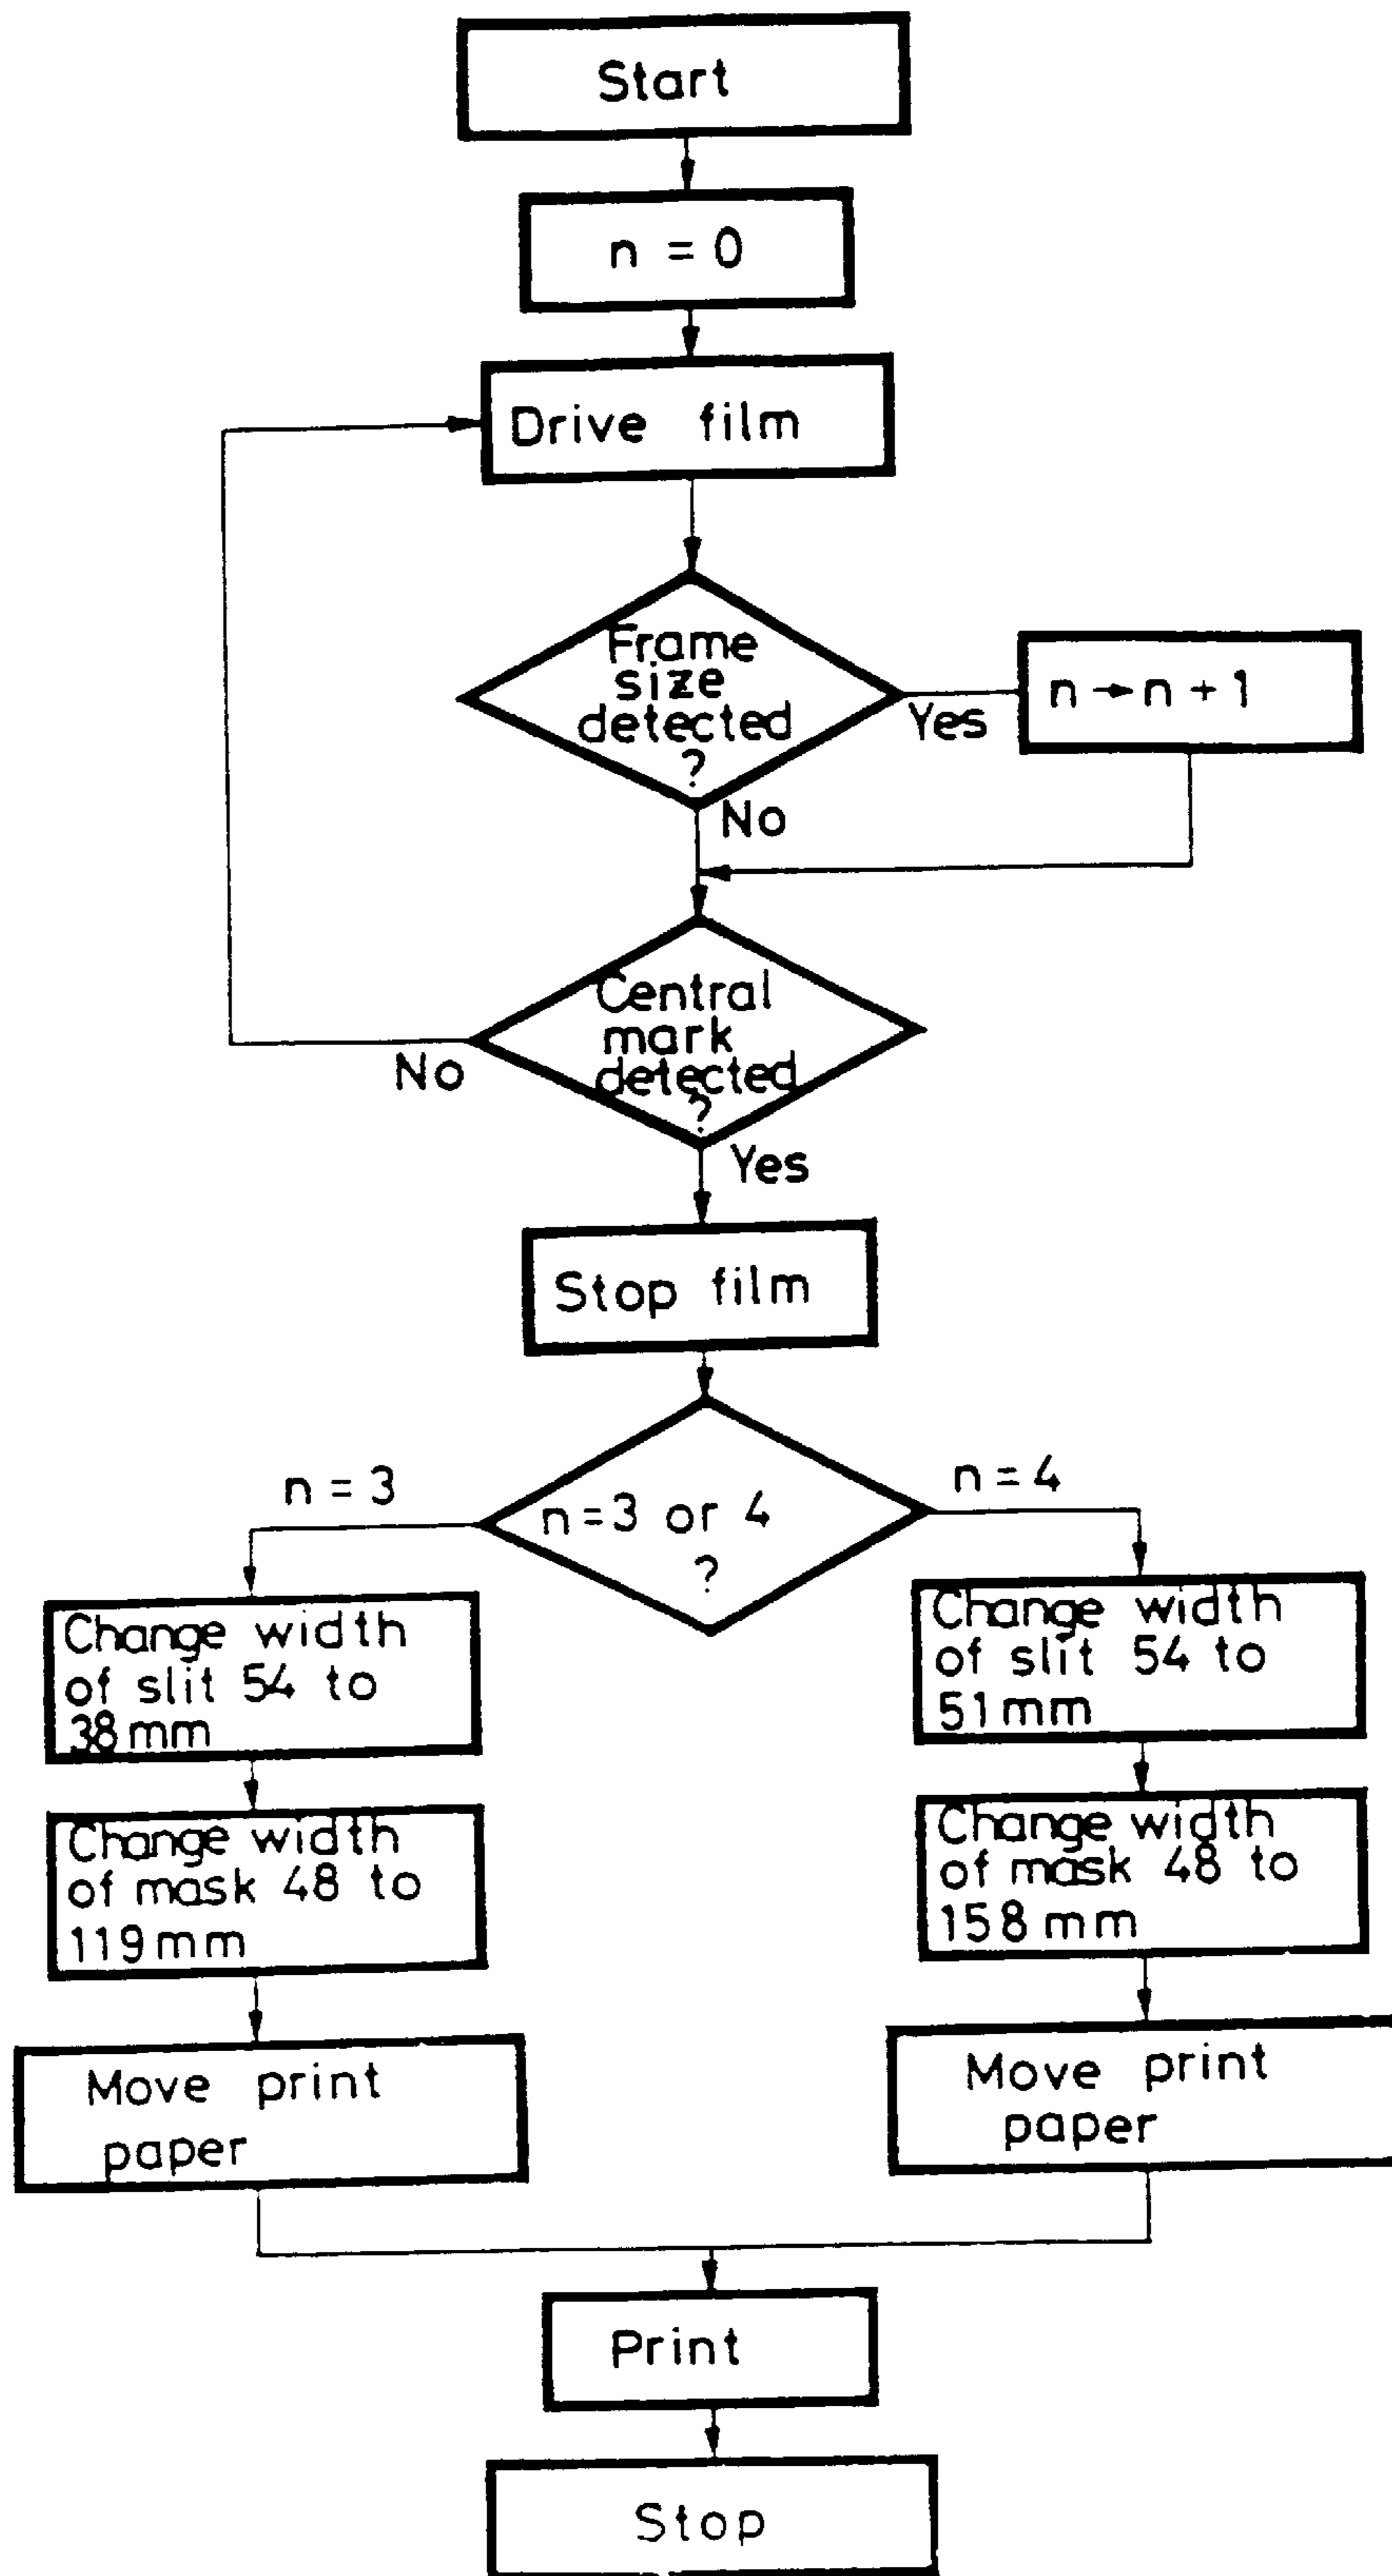 Start
n = 0
Drive film
Frame
size
detected
?
Yes
n → n + 1
No
Central
mark
detected
?
No
Yes
Stop film
n = 3
n = 3 or 4
?
n = 4
Change width
of slit 54 to
38 mm
Change width
of slit 54 to
51 mm
Change width
of mask 48 to
119 mm
Change width
of mask 48 to
158 mm
Move print
paper
Move print
paper
Print
Stop